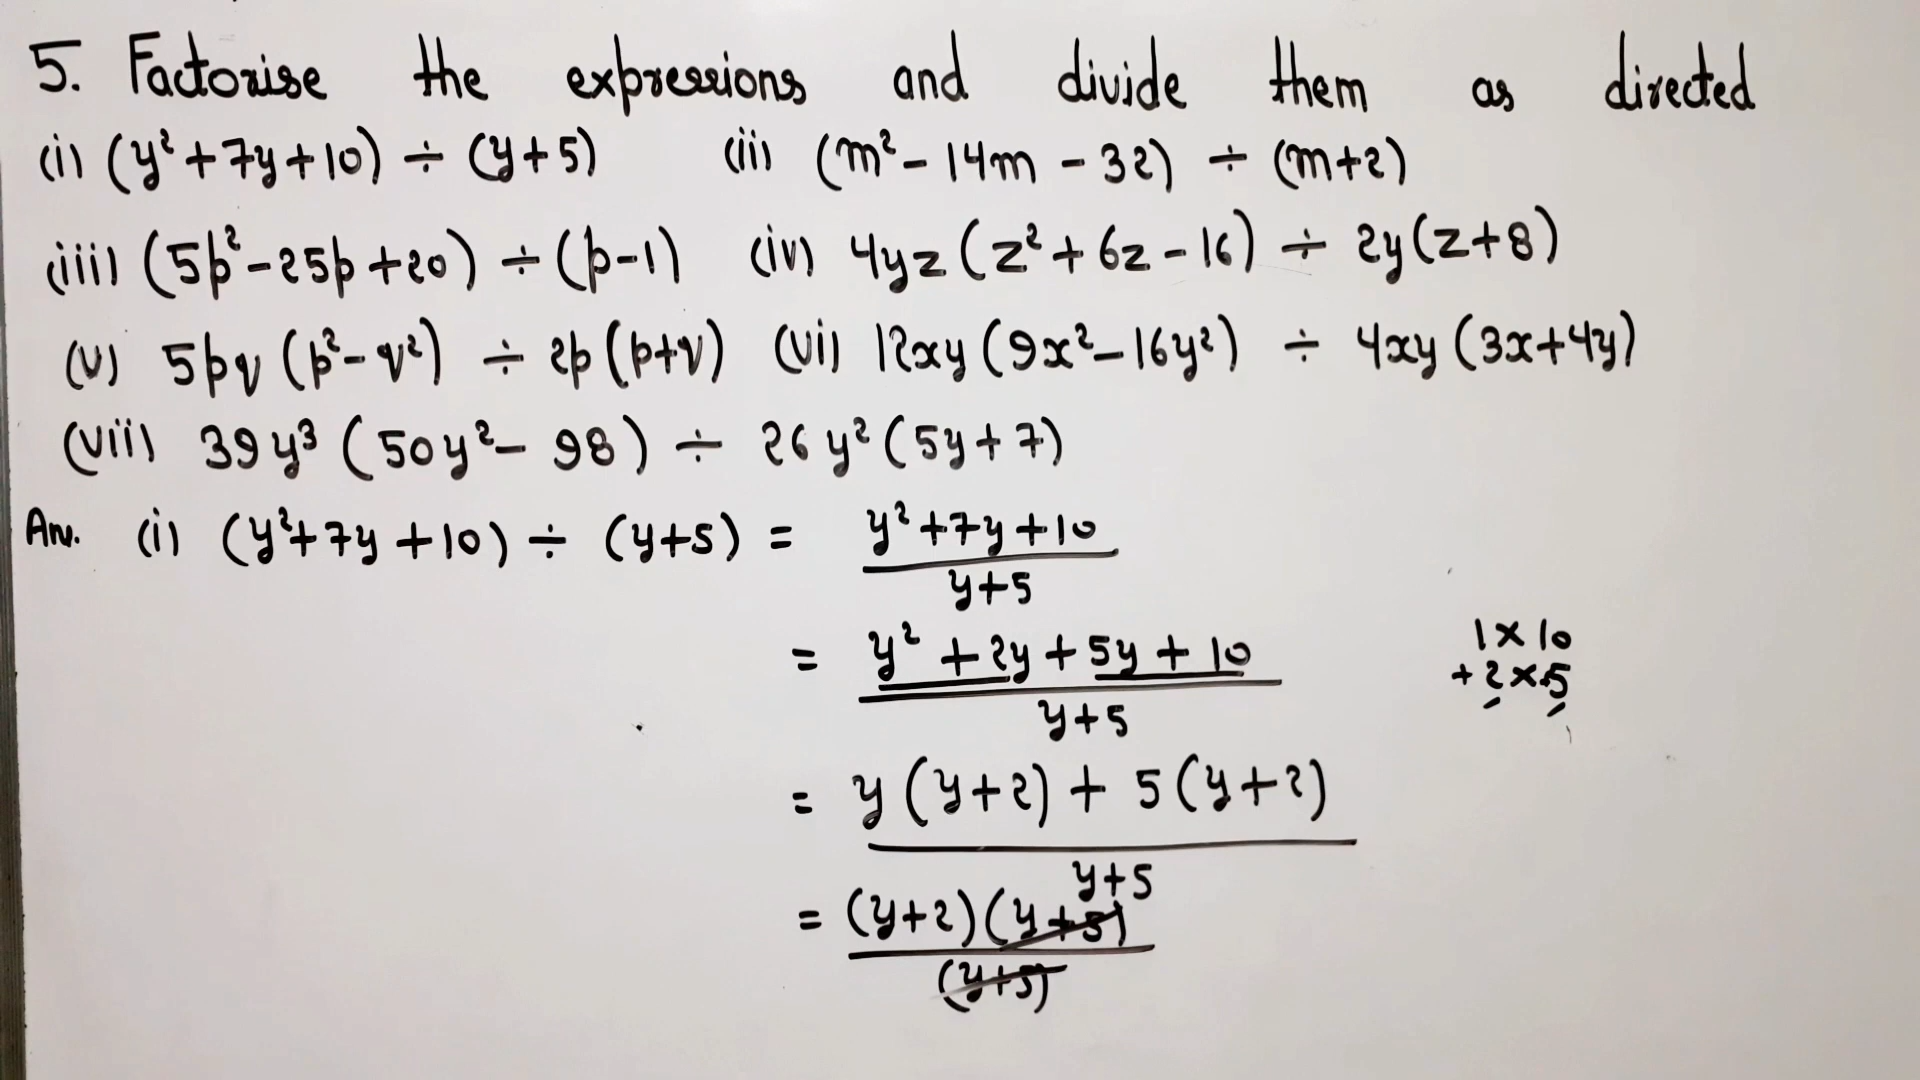 5. Factorise the expressions and divide them as directed
(i) (y²+7y+10) ÷ (y+5) (ii) (m²-14m-32) ÷ (m+2)
(iii) (5p²-25p+20) ÷ (p-1) (iv) 4yz(z²+6z-16) ÷ 2y(z+8)
(v) 5pq(p²-q²) ÷ 2p(p+q) (vi) 12xy(9x²-16y²) ÷ 4xy(3x+4y)
(vii) 39y³(50y²-98) ÷ 26y²(5y+7)
Ans. (i) (y²+7y+10) ÷ (y+5) = y²+7y+10
y+5
= y²+2y+5y+10
y+5
1×10
+2×5
= y(y+2)+5(y+2)
y+5
= (y+2)(y+5)
(y+5)